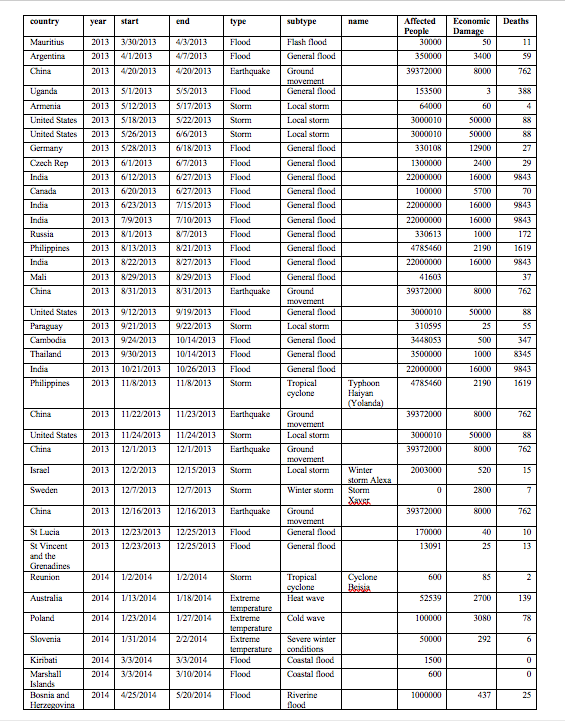 country year start end type subtype name Affected People Economic Damage Deaths
Mauritius 2013 3/30/2013 4/3/2013 Flood Flash flood 30000 50 11
Argentina 2013 4/1/2013 4/7/2013 Flood General flood 350000 3400 59
China 2013 4/20/2013 4/20/2013 Earthquake Ground movement 39372000 8000 762
Uganda 2013 5/1/2013 5/5/2013 Flood General flood 153500 3 388
Armenia 2013 5/12/2013 5/17/2013 Storm Local storm 64000 60 4
United States 2013 5/18/2013 5/22/2013 Storm Local storm 3000010 50000 88
United States 2013 5/26/2013 6/6/2013 Storm Local storm 3000010 50000 88
Germany 2013 5/28/2013 6/18/2013 Flood General flood 330108 12900 27
Czech Rep 2013 6/1/2013 6/7/2013 Flood General flood 1300000 2400 29
India 2013 6/12/2013 6/27/2013 Flood General flood 22000000 16000 9843
Canada 2013 6/20/2013 6/27/2013 Flood General flood 100000 5700 70
India 2013 6/23/2013 7/15/2013 Flood General flood 22000000 16000 9843
India 2013 7/9/2013 7/10/2013 Flood General flood 22000000 16000 9843
Russia 2013 8/1/2013 8/7/2013 Flood General flood 330613 1000 172
Philippines 2013 8/13/2013 8/21/2013 Flood General flood 4785460 2190 1619
India 2013 8/22/2013 8/27/2013 Flood General flood 22000000 16000 9843
Mali 2013 8/29/2013 8/29/2013 Flood General flood 41603 37
China 2013 8/31/2013 8/31/2013 Earthquake Ground movement 39372000 8000 762
United States 2013 9/12/2013 9/19/2013 Flood General flood 3000010 50000 88
Paraguay 2013 9/21/2013 9/22/2013 Storm Local storm 310595 25 55
Cambodia 2013 9/24/2013 10/14/2013 Flood General flood 3448053 500 347
Thailand 2013 9/30/2013 10/14/2013 Flood General flood 3500000 1000 8345
India 2013 10/21/2013 10/26/2013 Flood General flood 22000000 16000 9843
Philippines 2013 11/8/2013 11/8/2013 Storm Tropical cyclone Typhoon Haiyan (Yolanda) 4785460 2190 1619
China 2013 11/22/2013 11/23/2013 Earthquake Ground movement 39372000 8000 762
United States 2013 11/24/2013 11/24/2013 Storm Local storm 3000010 50000 88
China 2013 12/1/2013 12/1/2013 Earthquake Ground movement 39372000 8000 762
Israel 2013 12/2/2013 12/15/2013 Storm Local storm Winter storm Alexa 2003000 520 15
Sweden 2013 12/7/2013 12/7/2013 Storm Winter storm Storm Xaver 0 2800 7
China 2013 12/16/2013 12/16/2013 Earthquake Ground movement 39372000 8000 762
St Lucia 2013 12/23/2013 12/25/2013 Flood General flood 170000 40 10
St Vincent and the Grenadines 2013 12/23/2013 12/25/2013 Flood General flood 13091 25 13
Reunion 2014 1/2/2014 1/2/2014 Storm Tropical cyclone Cyclone Bejsia 600 85 2
Australia 2014 1/13/2014 1/18/2014 Extreme temperature Heat wave 52539 2700 139
Poland 2014 1/23/2014 1/27/2014 Extreme temperature Cold wave 100000 3080 78
Slovenia 2014 1/31/2014 2/2/2014 Extreme temperature Severe winter conditions 50000 292 6
Kiribati 2014 3/3/2014 3/3/2014 Flood Coastal flood 1500 0
Marshall Islands 2014 3/3/2014 3/10/2014 Flood Coastal flood 600 0
Bosnia and Herzegovina 2014 4/25/2014 5/20/2014 Flood Riverine flood 1000000 437 25